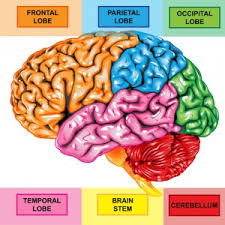 FRONTAL
LOBE
PARIETAL
LOBE
OCCIPITAL
LOBE
TEMPORAL
LOBE
BRAIN
STEM
CEREBELLUM